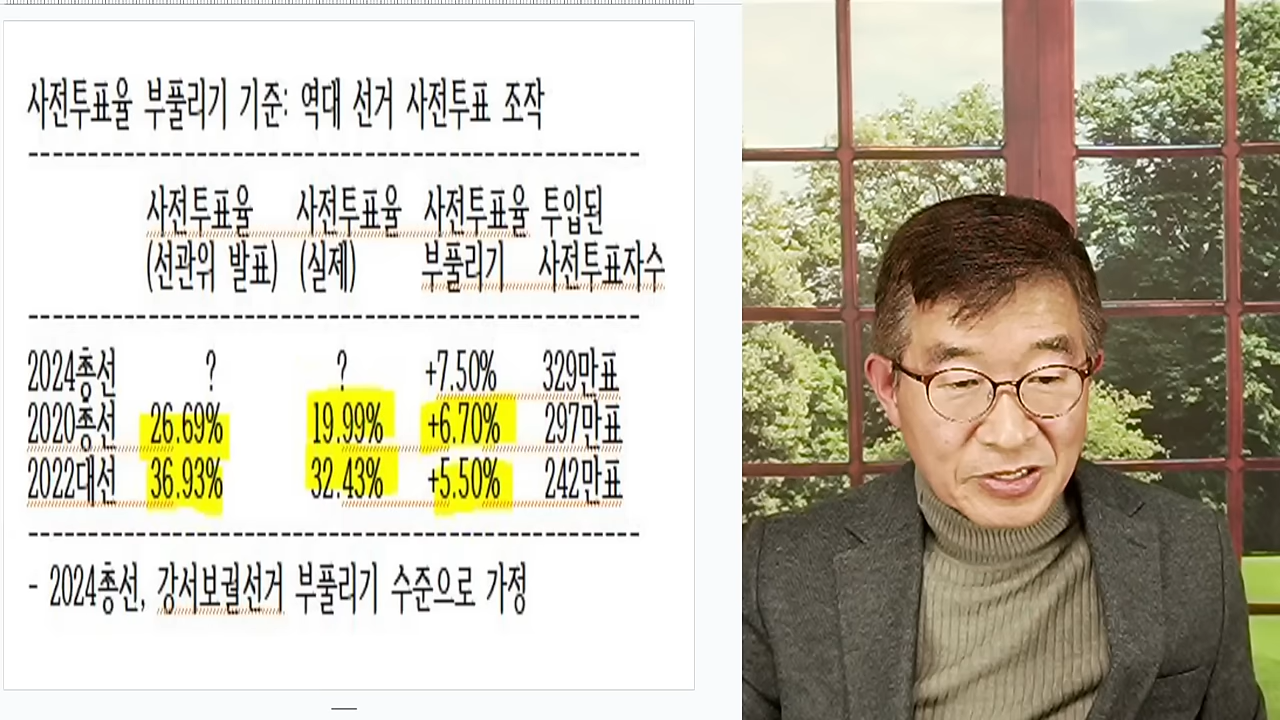 사전투표율 부풀리기 기준: 역대 선거 사전투표 조작
사전투표율 사전투표율 사전투표율 투입된
(선관위 발표) (실제) 부풀리기 사전투표자수
2024총선 ? ? +7.50% 329만표
2020총선 26.69% 19.99% +6.70% 297만표
2022대선 36.93% 32.43% +5.50% 242만표
- 2024총선, 강서보궐선거 부풀리기 수준으로 가정